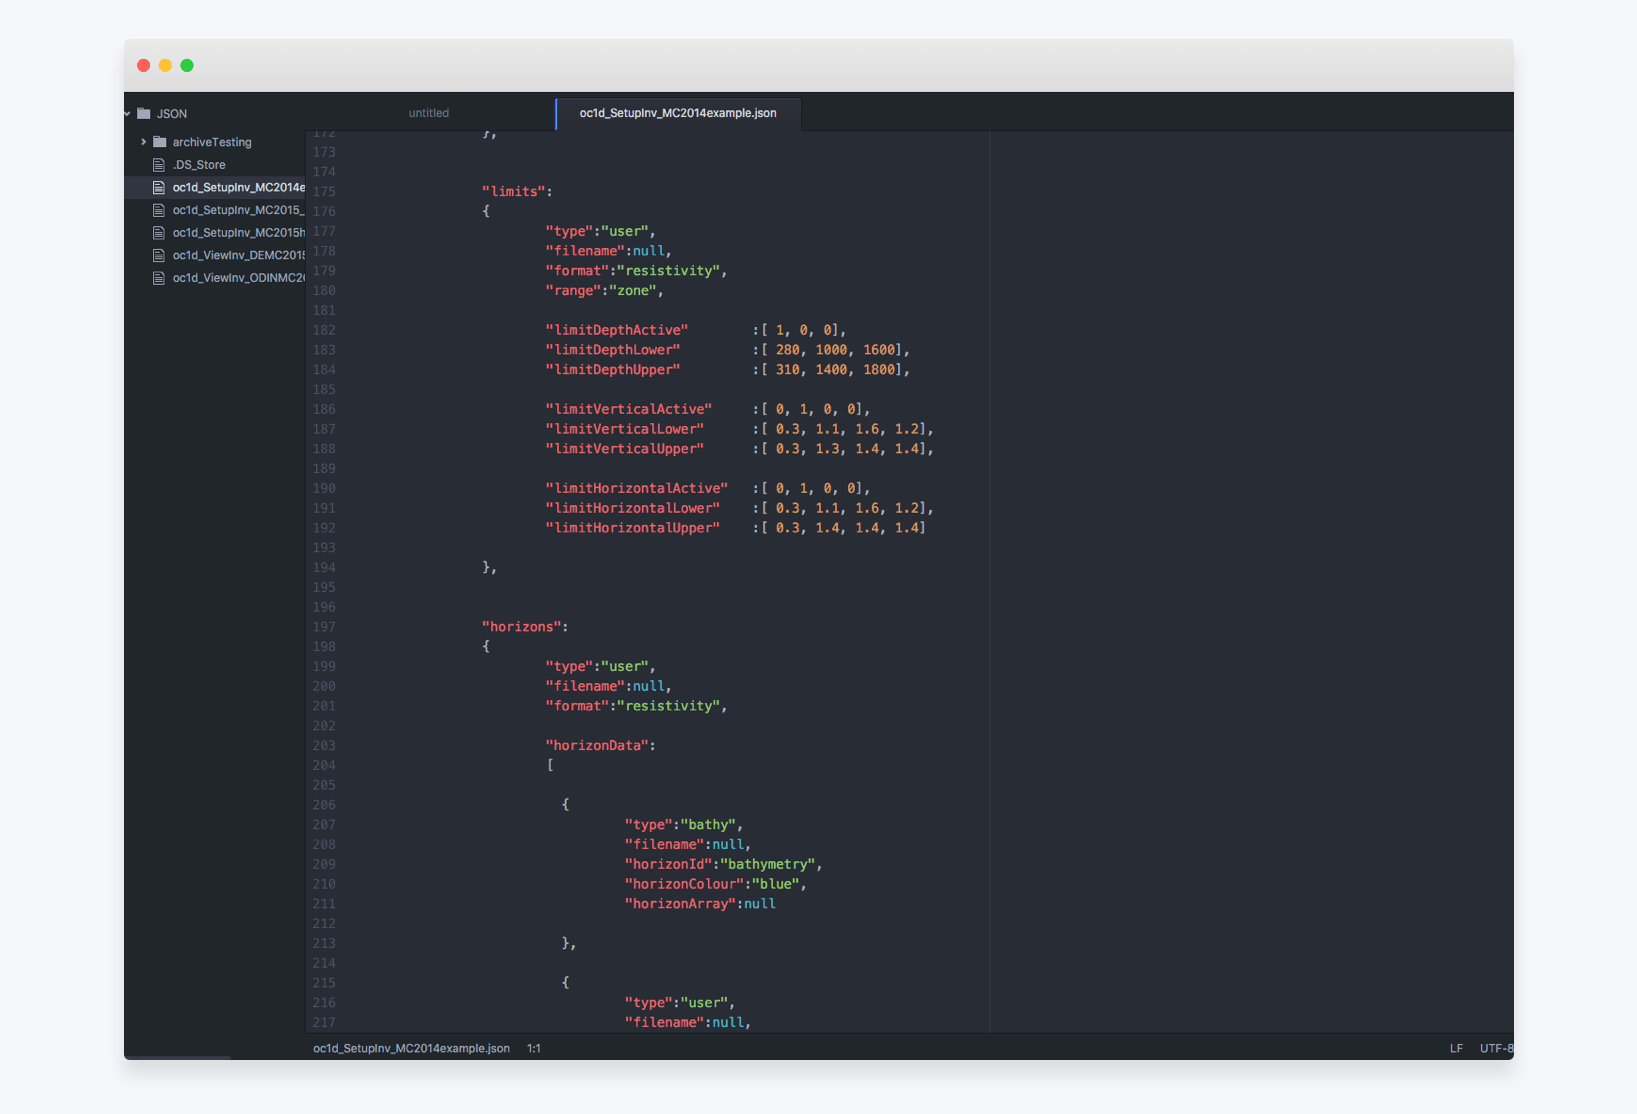 JSON
archiveTesting
.DS_Store
oc1d_SetupInv_MC2014e
oc1d_SetupInv_MC2015_
oc1d_SetupInv_MC2015h
oc1d_ViewInv_DEMC2015
oc1d_ViewInv_ODINMC20
untitled
oc1d_SetupInv_MC2014example.json
172 },
173
174
175 "limits":
176 {
177 "type":"user",
178 "filename":null,
179 "format":"resistivity",
180 "range":"zone",
181
182 "limitDepthActive" :[ 1, 0, 0],
183 "limitDepthLower" :[ 280, 1000, 1600],
184 "limitDepthUpper" :[ 310, 1400, 1800],
185
186 "limitVerticalActive" :[ 0, 1, 0, 0],
187 "limitVerticalLower" :[ 0.3, 1.1, 1.6, 1.2],
188 "limitVerticalUpper" :[ 0.3, 1.3, 1.4, 1.4],
189
190 "limitHorizontalActive" :[ 0, 1, 0, 0],
191 "limitHorizontalLower" :[ 0.3, 1.1, 1.6, 1.2],
192 "limitHorizontalUpper" :[ 0.3, 1.4, 1.4, 1.4]
193
194 },
195
196
197 "horizons":
198 {
199 "type":"user",
200 "filename":null,
201 "format":"resistivity",
202
203 "horizonData":
204 [
205
206 {
207 "type":"bathy",
208 "filename":null,
209 "horizonId":"bathymetry",
210 "horizonColour":"blue",
211 "horizonArray":null
212
213 },
214
215 {
216 "type":"user",
217 "filename":null,
oc1d_SetupInv_MC2014example.json 1:1
LF UTF-8